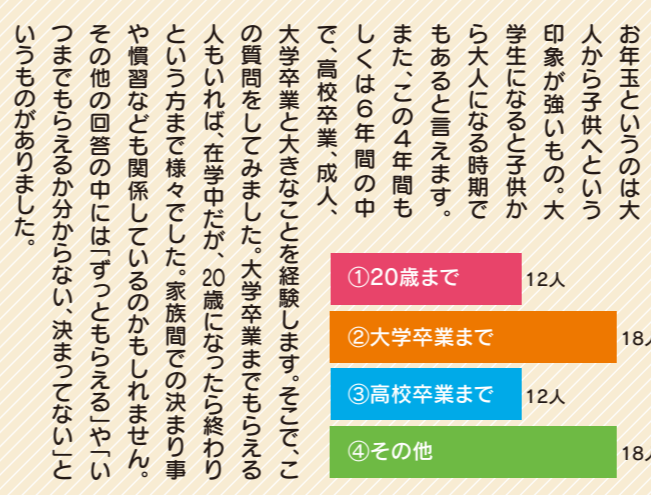 お年玉というのは大
人から子供へという
印象が強いもの。大
学生になると子供か
ら大人になる時期で
もあると言えます。
また、この4年間も
しくは6年間の中
で、高校卒業、成人、
大学卒業と大きなことを経験します。そこで、こ
の質問をしてみました。大学卒業までもらえる
人もいれば、在学中だが、20歳になったら終わり
という方まで様々でした。家族間での決まり事
や慣習なども関係しているのかもしれません。
その他の回答の中には「ずっともらえる」や「い
つまでもらえるか分からない、決まってない」と
いうものがありました。
①20歳まで 12人
②大学卒業まで 18人
③高校卒業まで 12人
④その他 18人